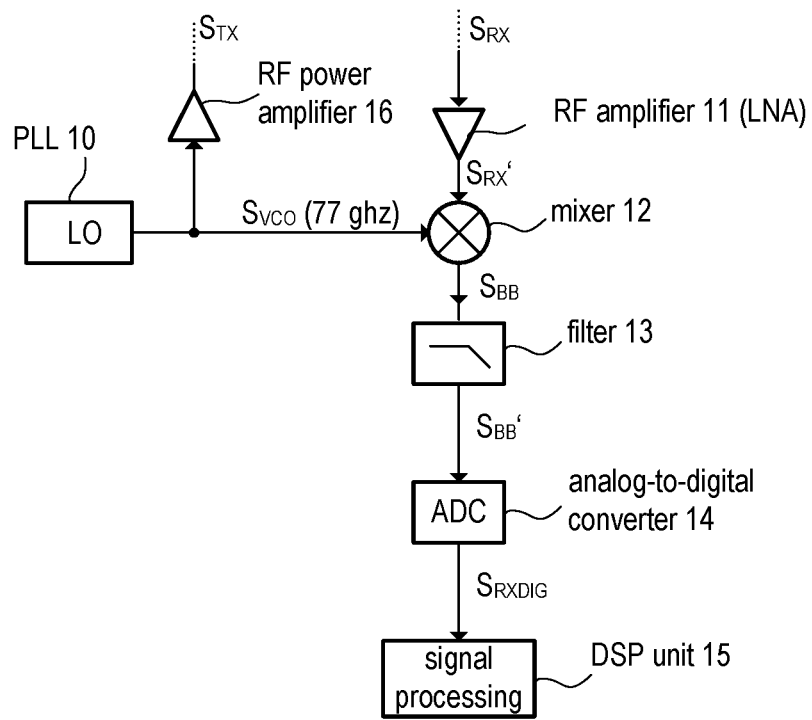 STX
SRX
RF power
amplifier 16
RF amplifier 11 (LNA)
PLL 10
SRX‘
LO
SVCO (77 ghz)
mixer 12
SBB
filter 13
SBB‘
ADC
analog-to-digital
converter 14
SRXDIG
signal
processing
DSP unit 15